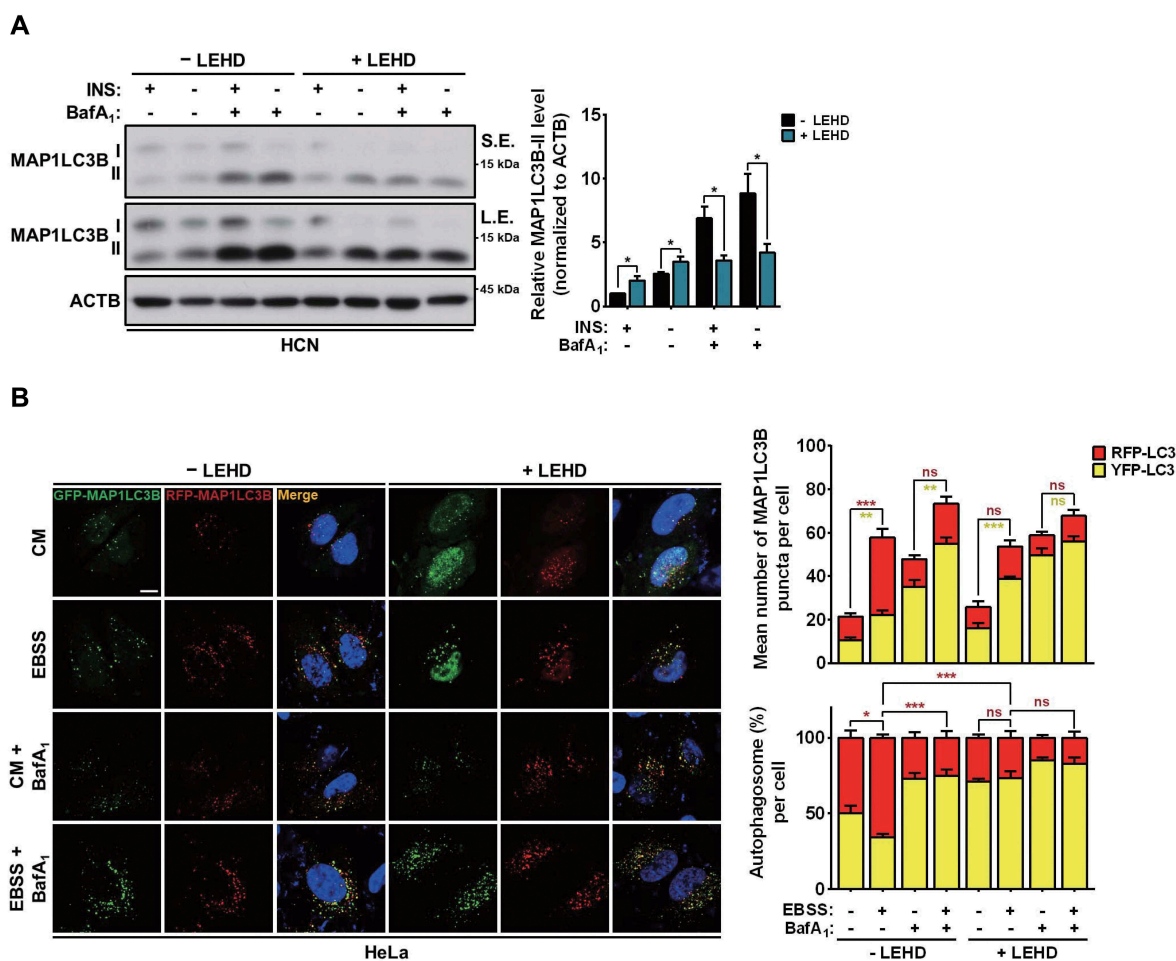 A
− LEHD + LEHD
INS: + - + - + - + -
BafA1: - - + + - - + +
MAP1LC3B I II S.E. 15 kDa
MAP1LC3B I II L.E. 15 kDa
ACTB 45 kDa
HCN
Relative MAP1LC3B-II level
(normalized to ACTB)
15
10
5
0
- LEHD
+ LEHD
* * * *
INS: + - + -
BafA1: - - + +
B
− LEHD + LEHD
GFP-MAP1LC3B RFP-MAP1LC3B Merge
CM
EBSS
CM +
BafA1
EBSS +
BafA1
HeLa
Mean number of MAP1LC3B
puncta per cell
100
80
60
40
20
0
RFP-LC3
YFP-LC3
*** ns ns ns
** ** *** ns
Autophagosome (%)
per cell
100
50
0
***
* *** ns ns
EBSS: - + - + - + - +
BafA1: - - + + - - + +
- LEHD + LEHD